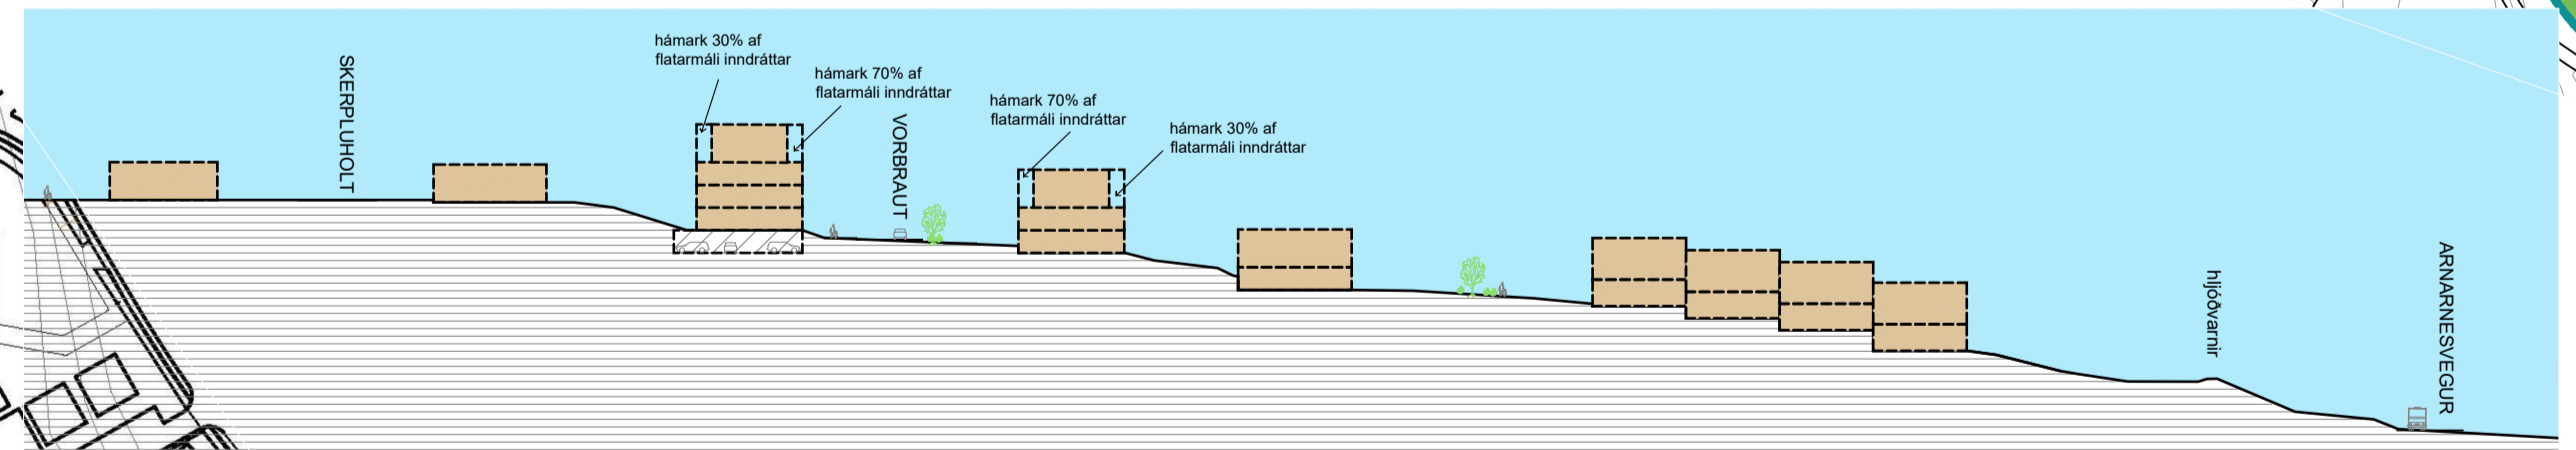 SKERPLUHOLT
hámark 30% af
flatarmáli inndráttar
hámark 70% af
flatarmáli inndráttar
VORBRAUT
hámark 70% af
flatarmáli inndráttar
hámark 30% af
flatarmáli inndráttar
hljóðvarnir
ARNARNESVEGUR